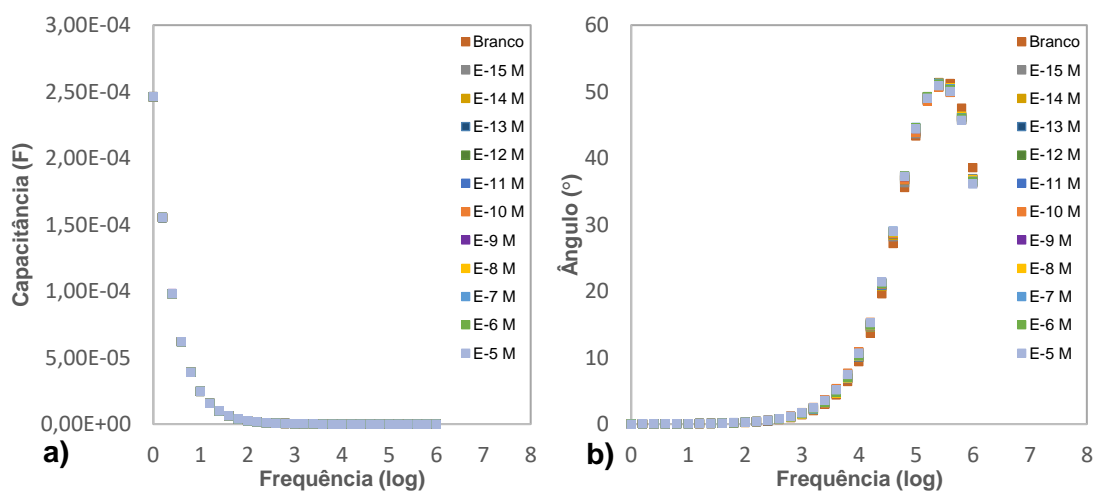 3,00E-04
2,50E-04
2,00E-04
1,50E-04
1,00E-04
5,00E-05
0,00E+00
Capacitância (F)
0 1 2 3 4 5 6 7 8
Frequência (log)
a)
Branco
E-15 M
E-14 M
E-13 M
E-12 M
E-11 M
E-10 M
E-9 M
E-8 M
E-7 M
E-6 M
E-5 M
60
50
40
30
20
10
0
Ângulo (°)
0 1 2 3 4 5 6 7 8
Frequência (log)
b)
Branco
E-15 M
E-14 M
E-13 M
E-12 M
E-11 M
E-10 M
E-9 M
E-8 M
E-7 M
E-6 M
E-5 M